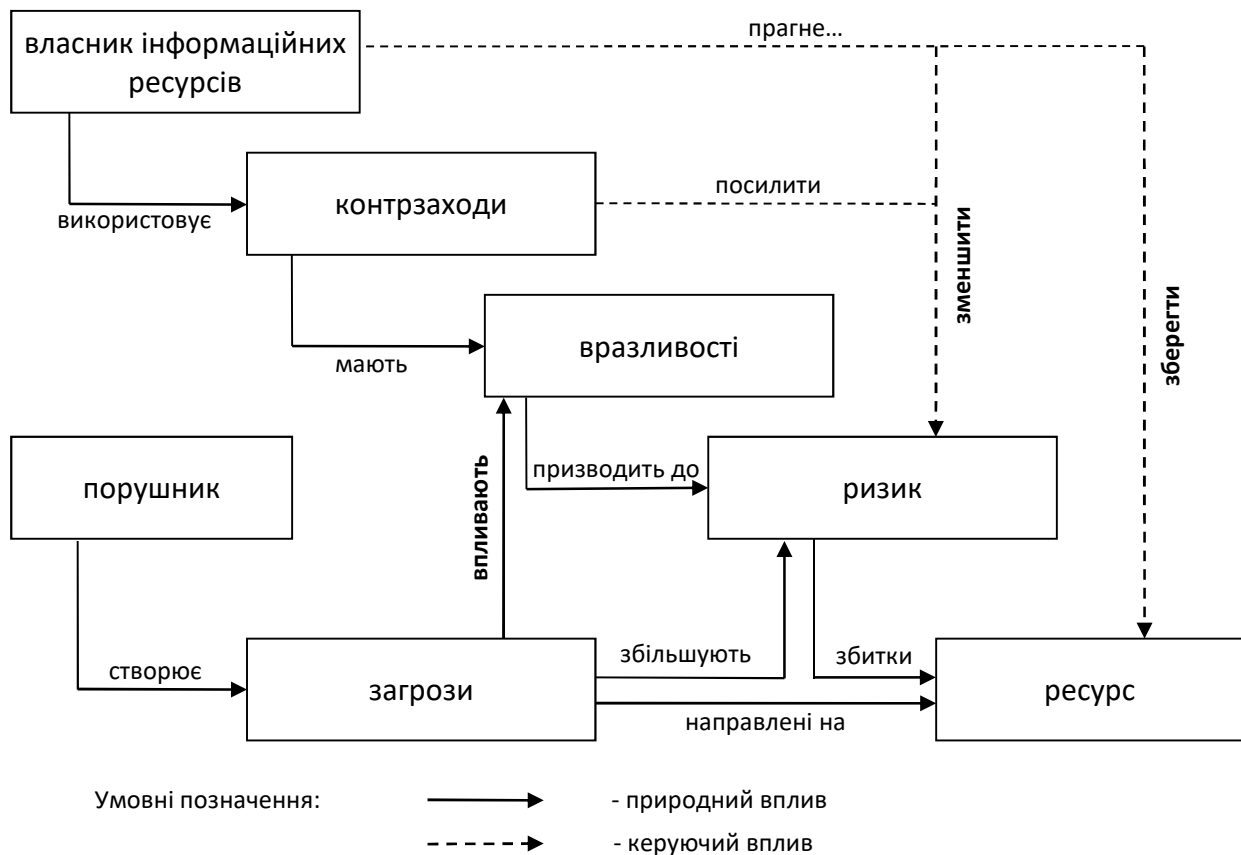 власник інформаційних
ресурсів
прагне...
контрзаходи
посилити
використовує
зменшити
зберегти
вразливості
мають
порушник
впливають
призводить до
ризик
створює
загрози
збільшують
збитки
ресурс
направлені на
Умовні позначення:
- природний вплив
- керуючий вплив